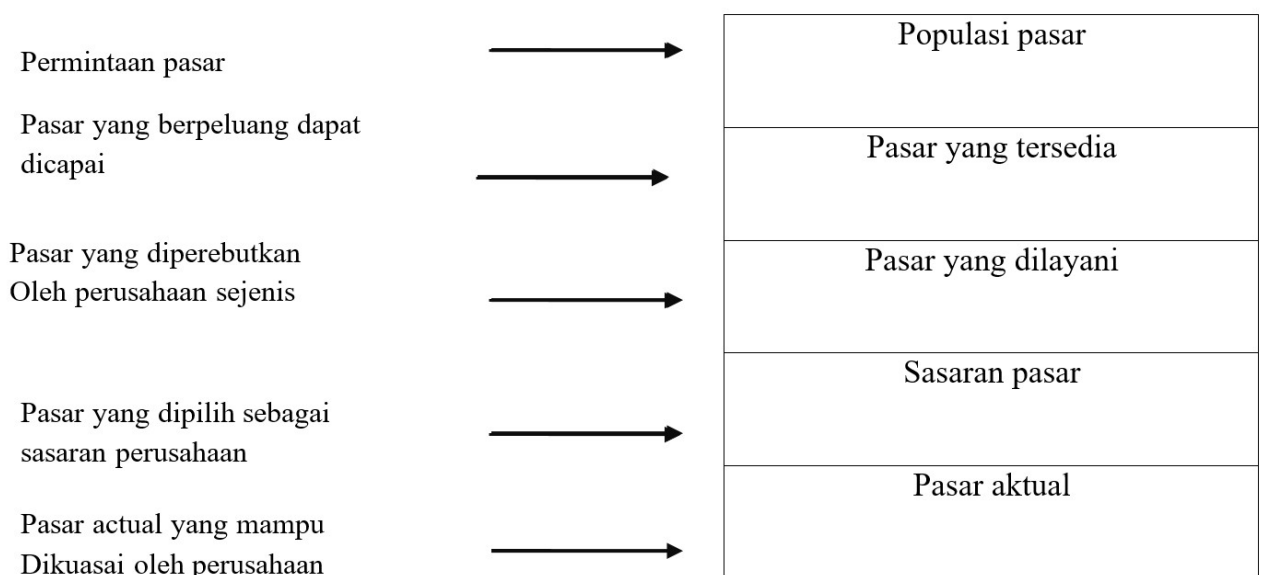 Permintaan pasar
Populasi pasar
Pasar yang berpeluang dapat
dicapai
Pasar yang tersedia
Pasar yang diperebutkan
Oleh perusahaan sejenis
Pasar yang dilayani
Pasar yang dipilih sebagai
sasaran perusahaan
Sasaran pasar
Pasar actual yang mampu
Dikuasai oleh perusahaan
Pasar aktual